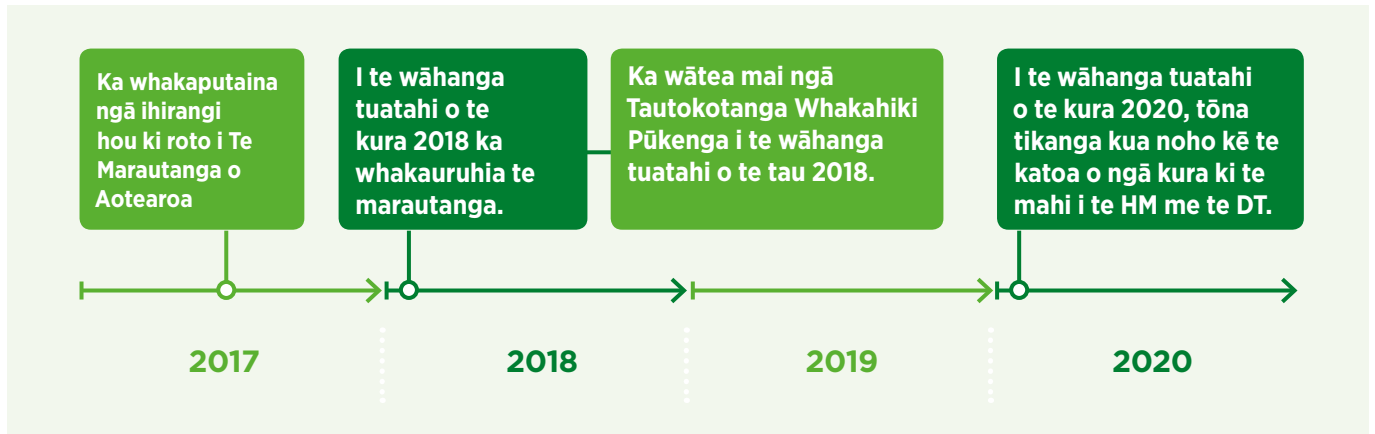 Ka whakaputaina
ngā ihirangi
hou ki roto i Te
Marautanga o
Aotearoa
I te wāhanga
tuatahi o te
kura 2018 ka
whakauruhia te
marautanga.
Ka wātea mai ngā
Tautokotanga Whakahiki
Pūkenga i te wāhanga
tuatahi o te tau 2018.
I te wāhanga tuatahi
o te kura 2020, tōna
tikanga kua noho kē te
katoa o ngā kura ki te
mahi i te HM me te DT.
2017
2018
2019
2020